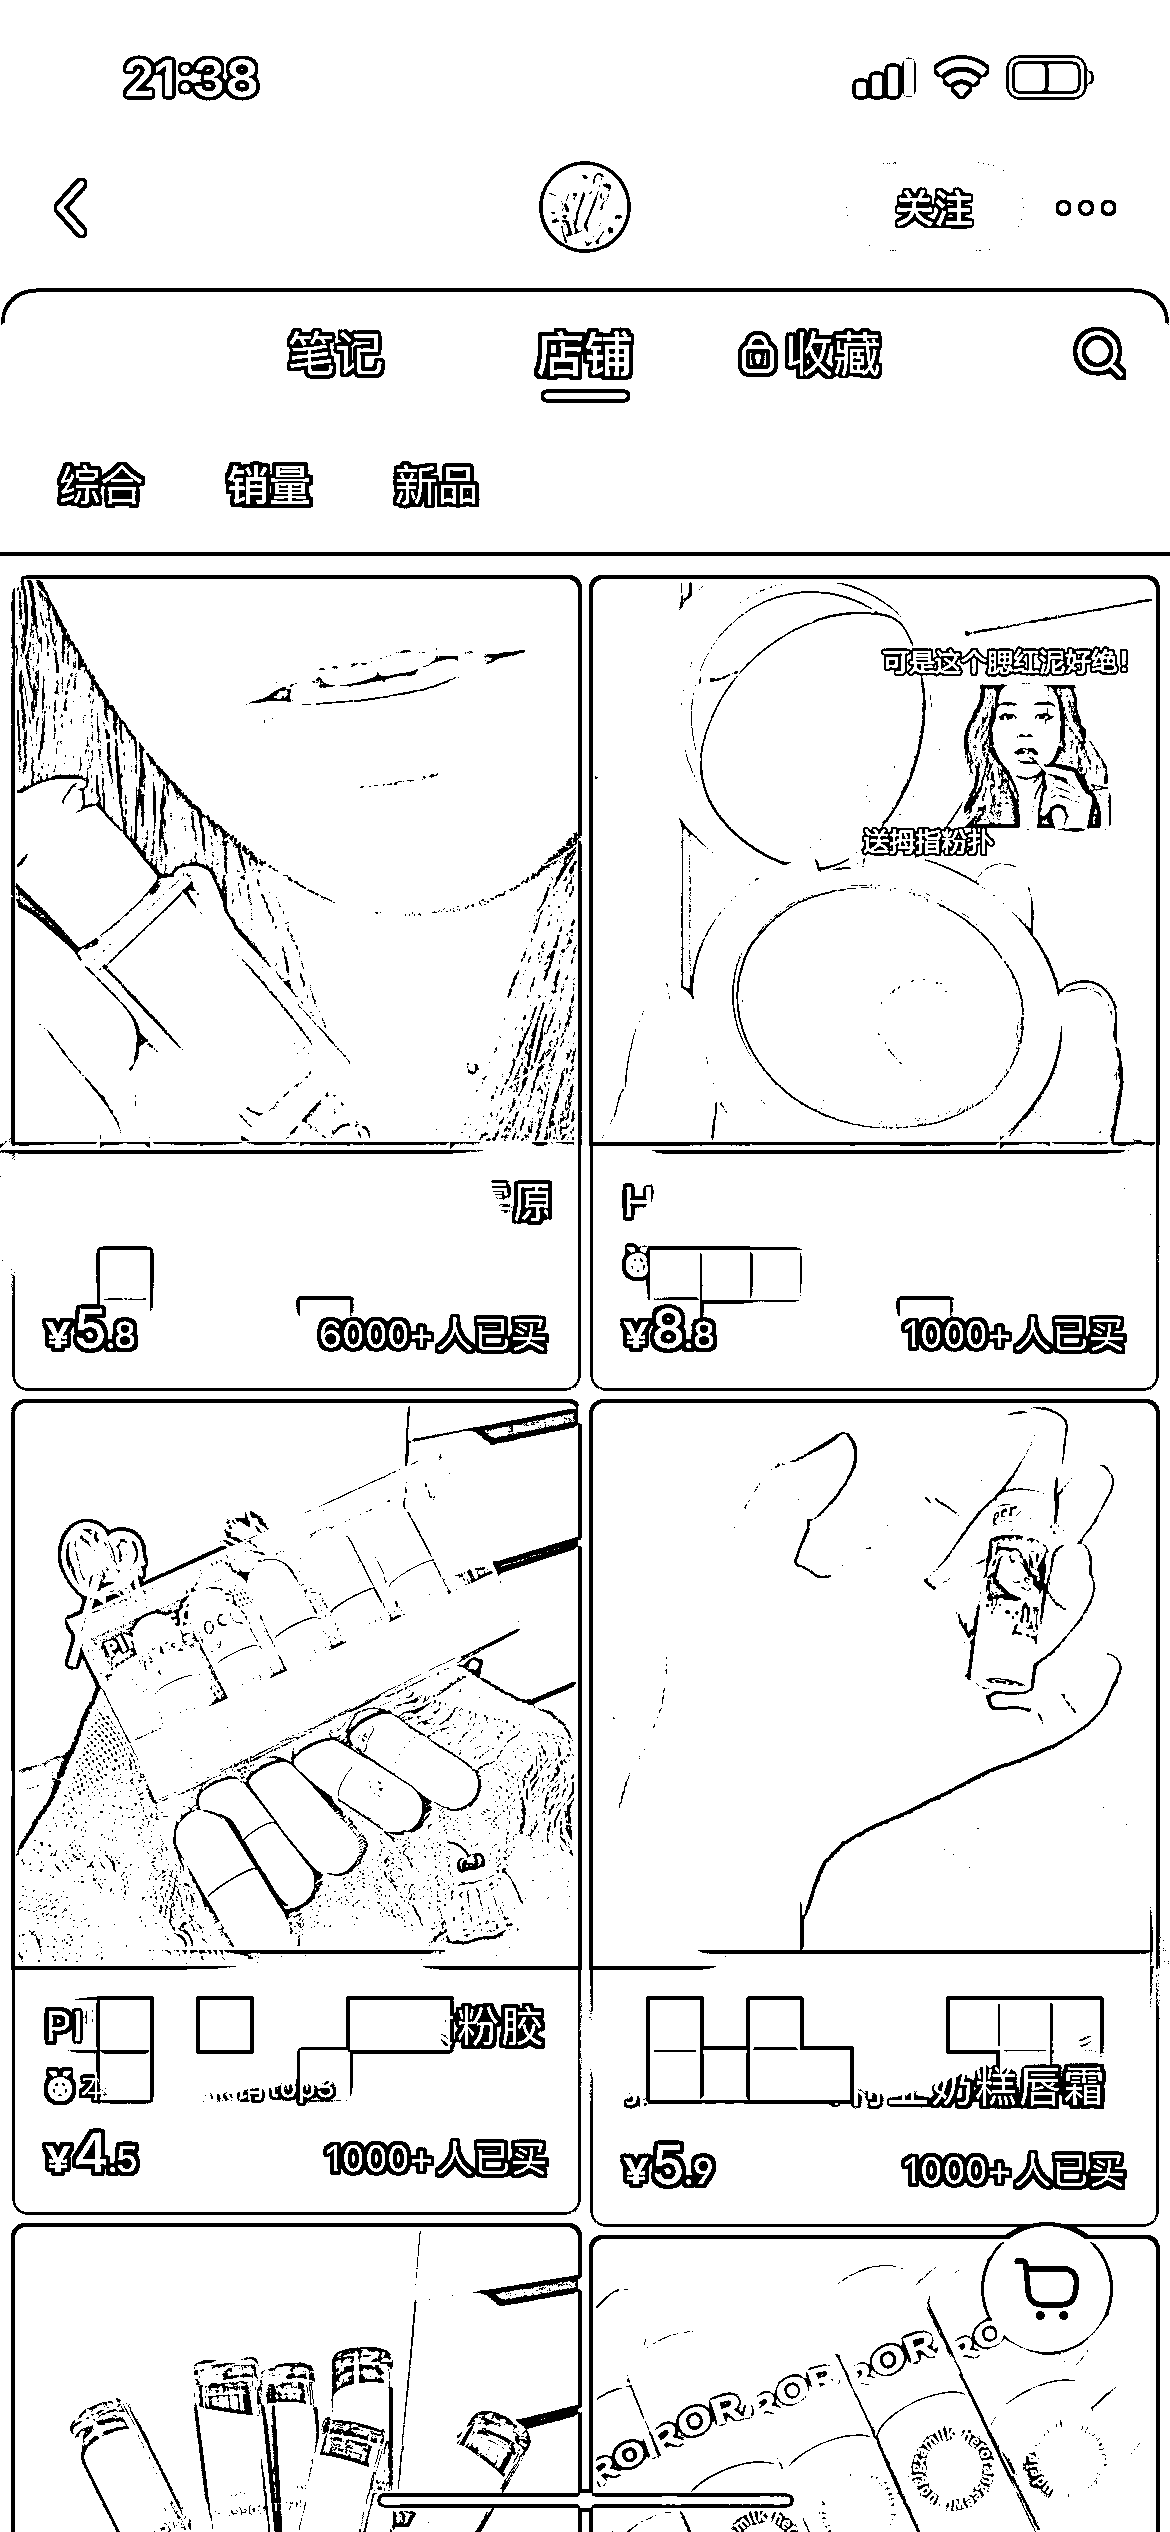 21:38
关注
笔记 店铺 收藏
综合 销量 新品
可是这个腮红泥好绝!
送拇指粉扑
原
H
¥5.8 6000+人已买
¥8.8 1000+人已买
PI 粉胶
tops
奶糕唇霜
¥4.5 1000+人已买
¥5.9 1000+人已买
ROR ROR ROR